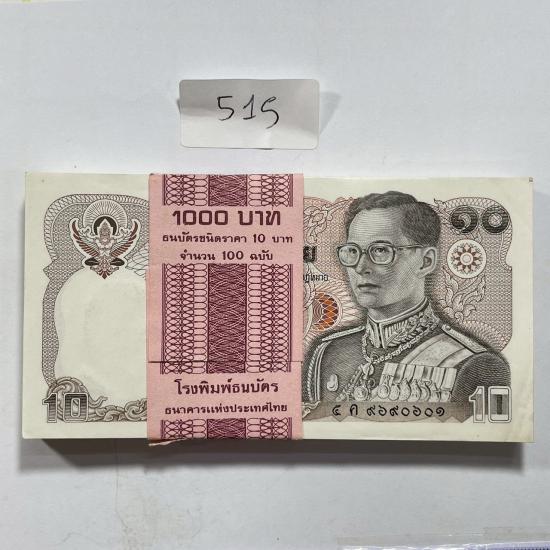 515
1000 บาท
ธนบัตรชนิดราคา 10 บาท
จำนวน 100 ฉบับ
โรงพิมพ์ธนบัตร
ธนาคารแห่งประเทศไทย
๑๐
ย
10
๕ ค ๙๖๙๐๖๐๑
10